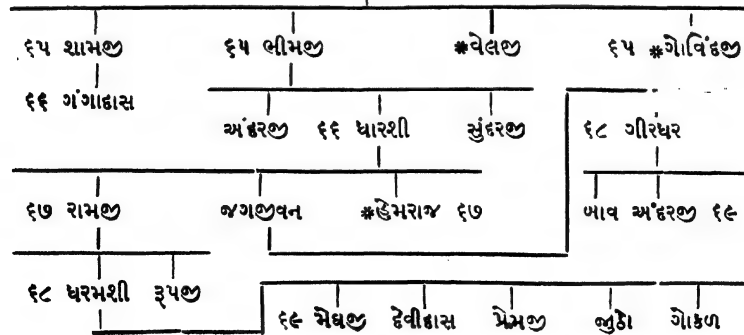 ૬૫ શામજી ૬૫ ભીમજી *વેલજી ૬૫ *ગોવિંદજી
૬૬ ગંગાદાસ
અંદરજી ૬૬ ધારશી સુંદરજી ૬૮ ગીરધર
૬૭ રામજી જગજીવન *હેમરાજ ૬૭ બાવ અંદરજી ૬૯
૬૮ ધરમશી રૂપજી
૬૯ મેઘજી દેવીદાસ પ્રેમજી જુઠો ગોકળ